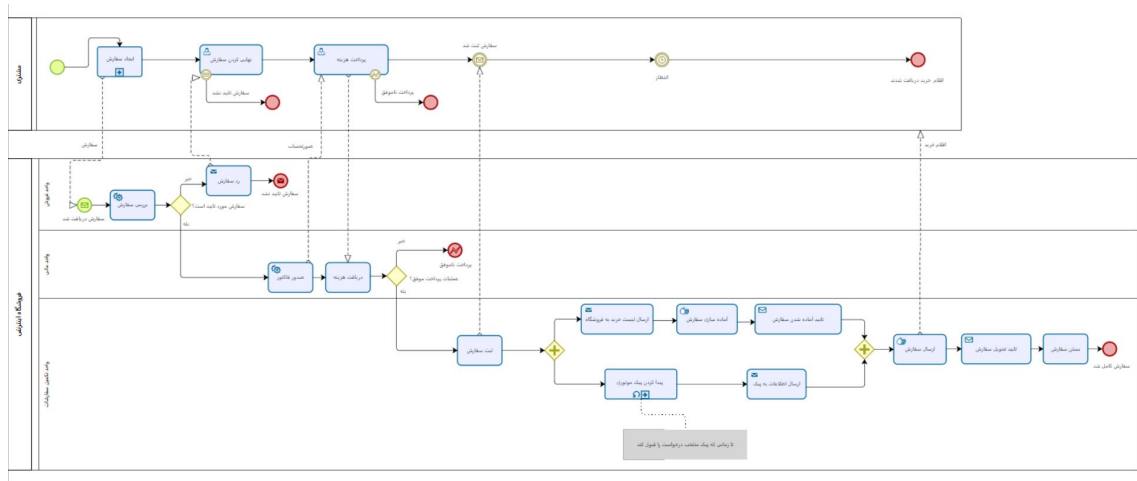 مشتری
ایجاد سفارش
نهایی کردن سفارش
پرداخت هزینه
سفارش ثبت شد
انتظار
اقلام خرید دریافت شدند
سفارش تایید نشد
پرداخت ناموفق
سفارش
صورتحساب
اقلام خرید
فروشگاه اینترنتی
واحد فروش
سفارش دریافت شد
بررسی سفارش
سفارش مورد تایید است؟
خیر
رد سفارش
سفارش تایید نشد
بله
واحد مالی
صدور فاکتور
دریافت هزینه
عملیات پرداخت موفق؟
خیر
پرداخت ناموفق
بله
واحد تکمیل سفارشات
ثبت سفارش
ارسال لیست خرید به فروشگاه
آماده سازی سفارش
تایید آماده شدن سفارش
پیدا کردن پیک موتوری
ارسال اطلاعات به پیک
تا زمانی که پیک منتخب درخواست را قبول کند
ارسال سفارش
تایید تحویل سفارش
بستن سفارش
سفارش کامل شد